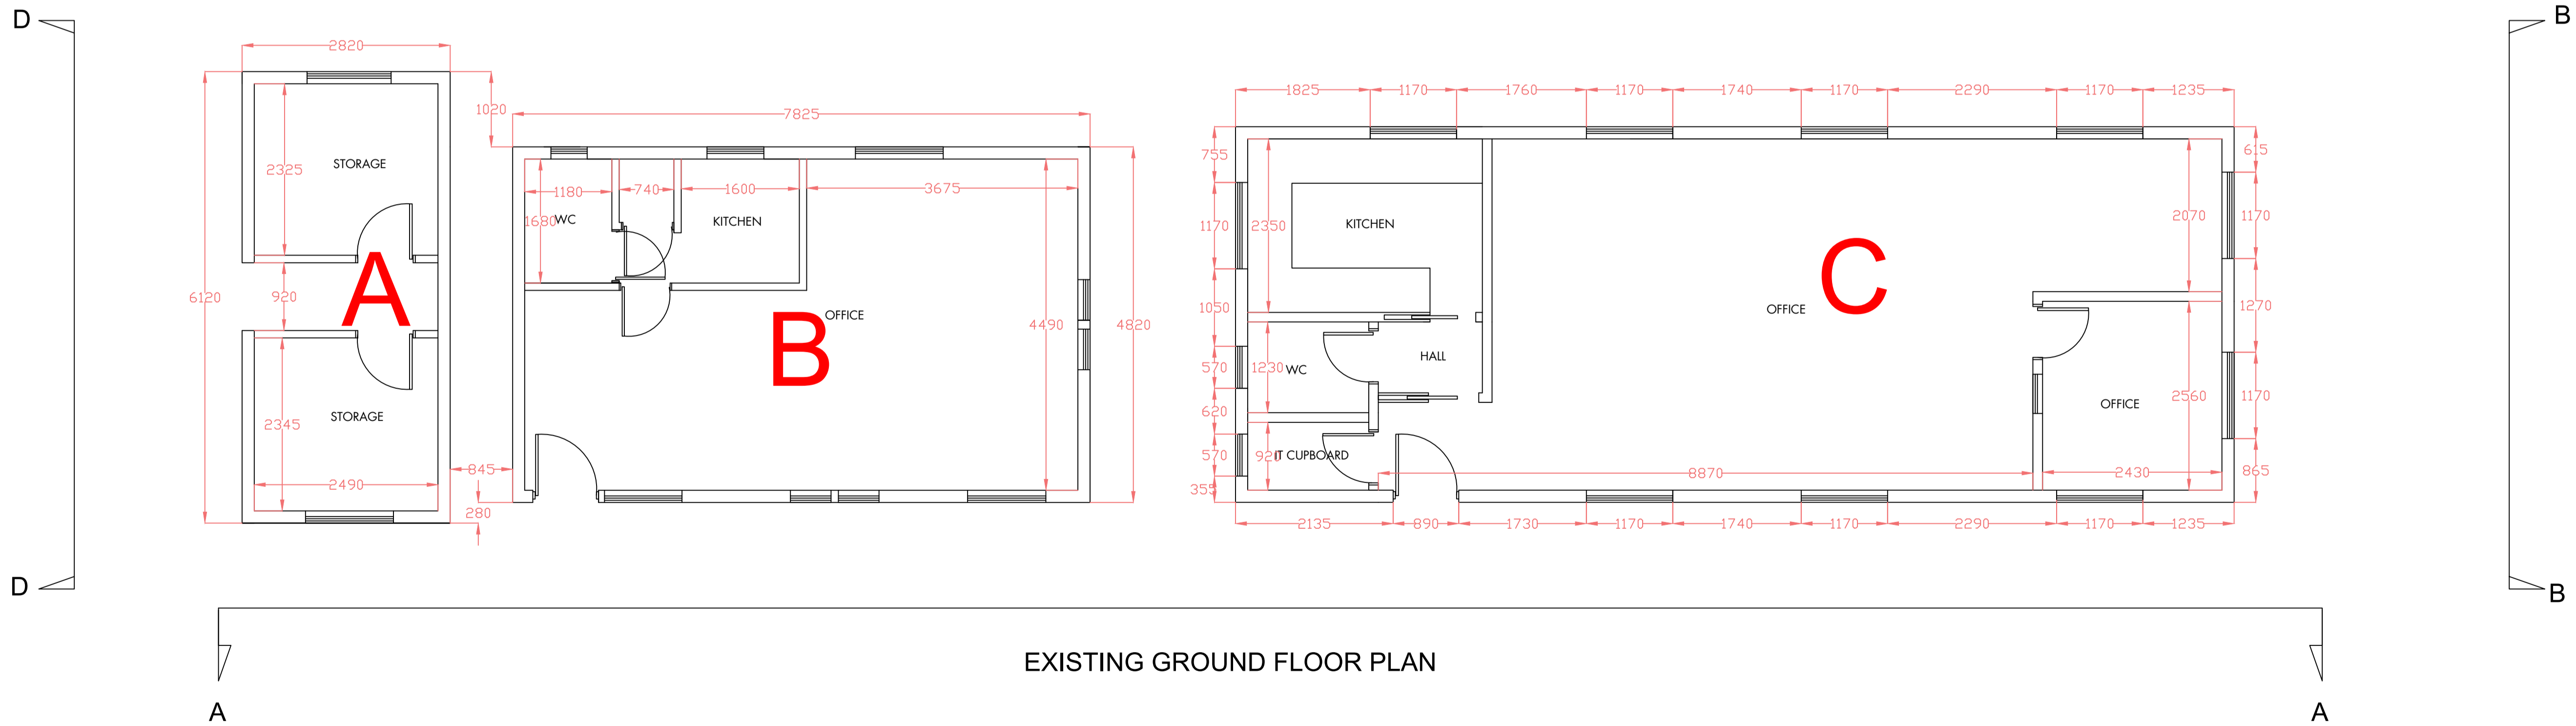 D
B
2820
1020
7825
1825
1170
1760
1170
1740
1170
2290
1170
1235
STORAGE
2325
1180
740
1600
3675
1680
WC
KITCHEN
755
615
1170
2350
KITCHEN
2070
1170
6120
920
A
OFFICE
B
4490
4820
1050
OFFICE
C
1270
HALL
570
1230
WC
1170
STORAGE
2345
620
2560
OFFICE
570
920
IT CUPBOARD
2490
845
280
355
8870
2430
865
2135
890
1730
1170
1740
1170
2290
1170
1235
D
B
EXISTING GROUND FLOOR PLAN
A
A